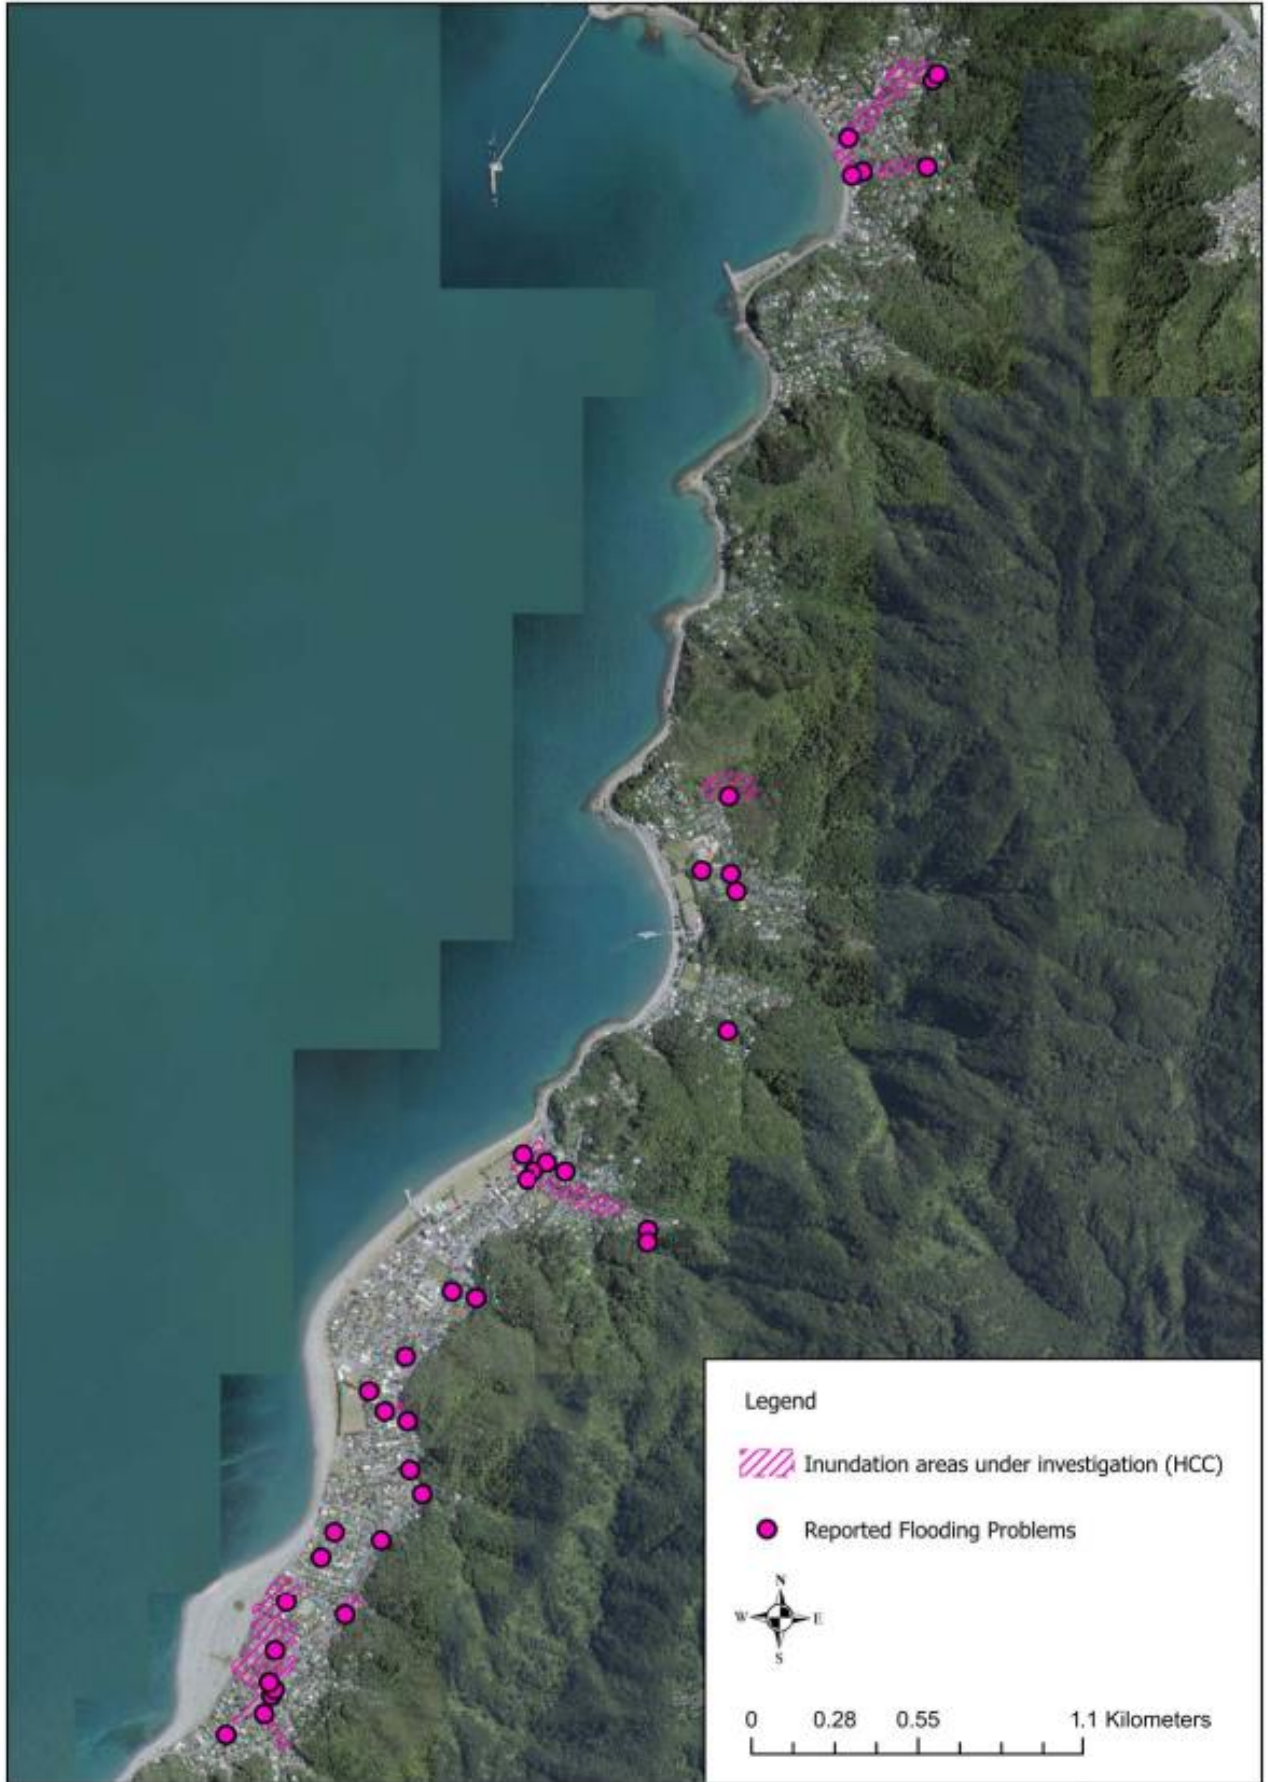 Legend
Inundation areas under investigation (HCC)
Reported Flooding Problems
N
W E
S
0 0.28 0.55 1.1 Kilometers